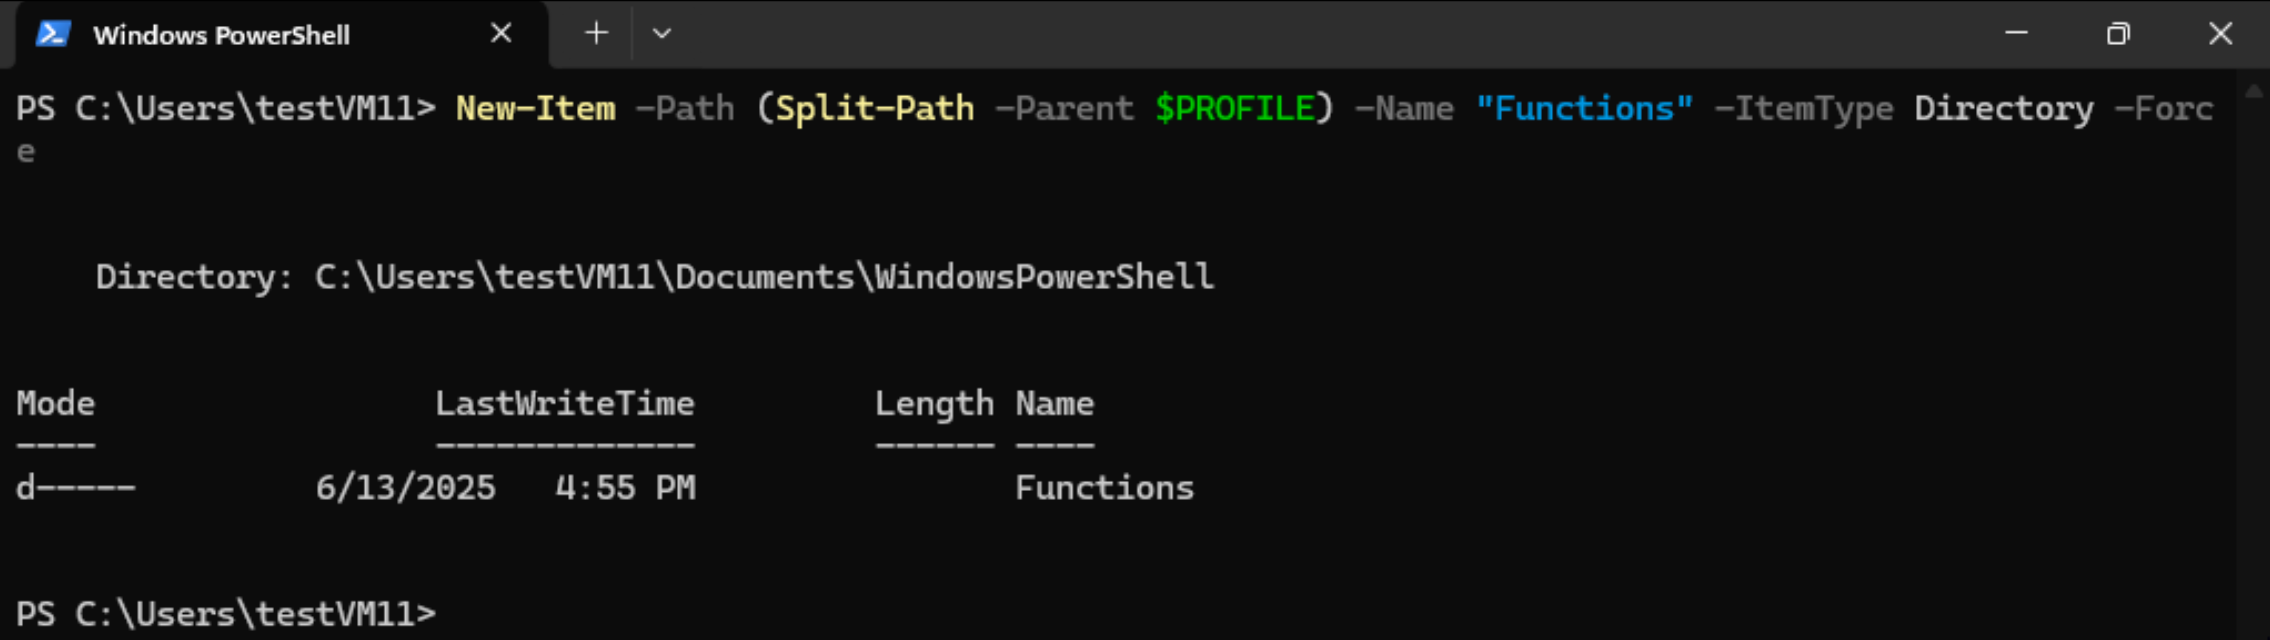 Windows PowerShell
PS C:\Users\testVM11> New-Item -Path (Split-Path -Parent $PROFILE) -Name "Functions" -ItemType Directory -Forc
e
Directory: C:\Users\testVM11\Documents\WindowsPowerShell
Mode LastWriteTime Length Name
---- ------------- ------ ----
d----- 6/13/2025 4:55 PM Functions
PS C:\Users\testVM11>